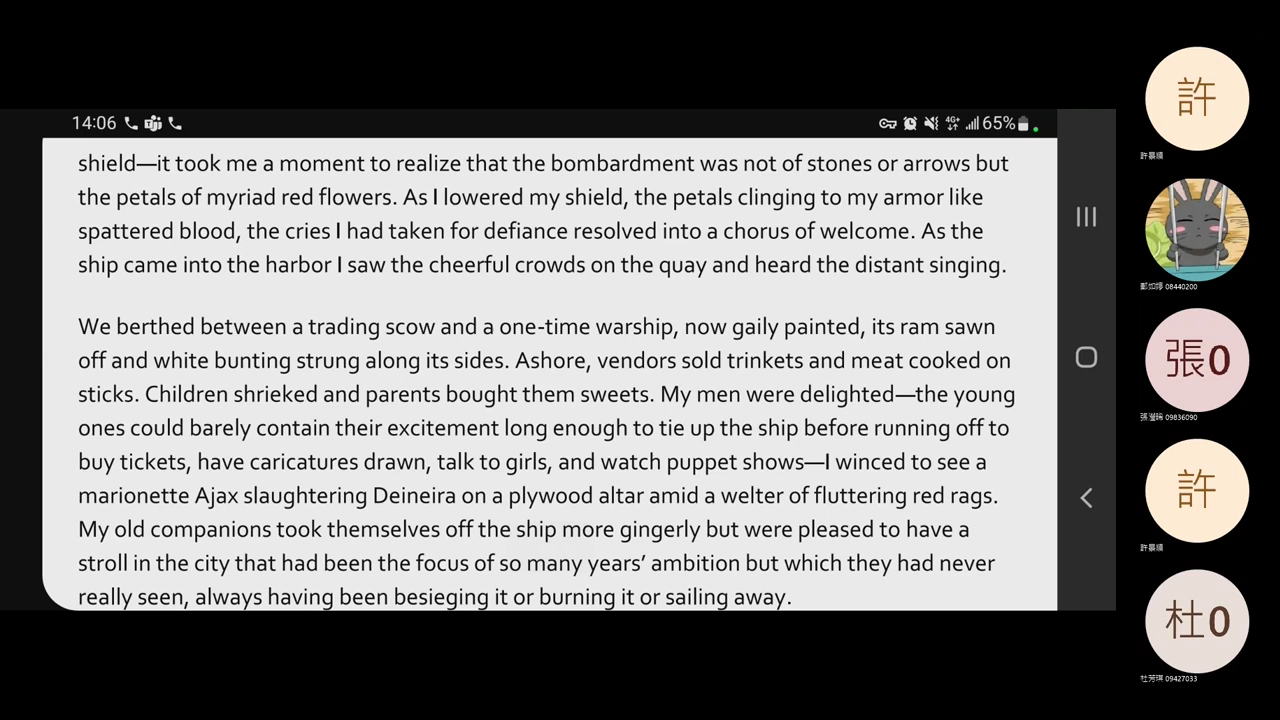 14:06
65%
shield—it took me a moment to realize that the bombardment was not of stones or arrows but
the petals of myriad red flowers. As I lowered my shield, the petals clinging to my armor like
spattered blood, the cries I had taken for defiance resolved into a chorus of welcome. As the
ship came into the harbor I saw the cheerful crowds on the quay and heard the distant singing.
We berthed between a trading scow and a one-time warship, now gaily painted, its ram sawn
off and white bunting strung along its sides. Ashore, vendors sold trinkets and meat cooked on
sticks. Children shrieked and parents bought them sweets. My men were delighted—the young
ones could barely contain their excitement long enough to tie up the ship before running off to
buy tickets, have caricatures drawn, talk to girls, and watch puppet shows—I winced to see a
marionette Ajax slaughtering Deineira on a plywood altar amid a welter of fluttering red rags.
My old companions took themselves off the ship more gingerly but were pleased to have a
stroll in the city that had been the focus of so many years’ ambition but which they had never
really seen, always having been besieging it or burning it or sailing away.
許
08440200
張0
09836090
許
杜0
杜芳琪 09427033